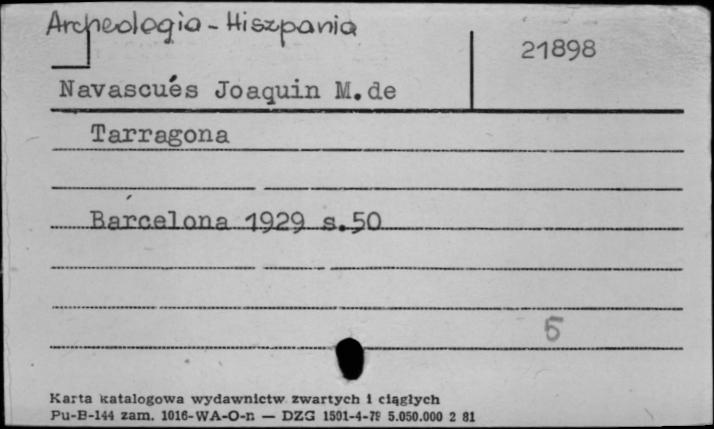 Archeologia - Hiszpania
21898
Navascués Joaquin M. de
Tarragona
Barcelona 1929 s. 50
5
Karta katalogowa wydawnictw zwartych i ciągłych
Pu-B-144 zam. 1016-WA-O-n — DZG 1501-4-79 5.050.000 2 81